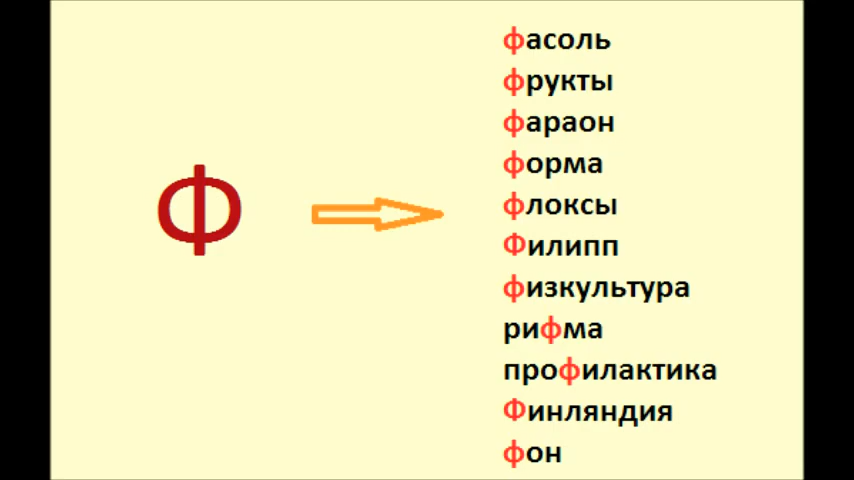 Ф
фасоль
фрукты
фараон
форма
флоксы
Филипп
физкультура
рифма
профилактика
Финляндия
фон